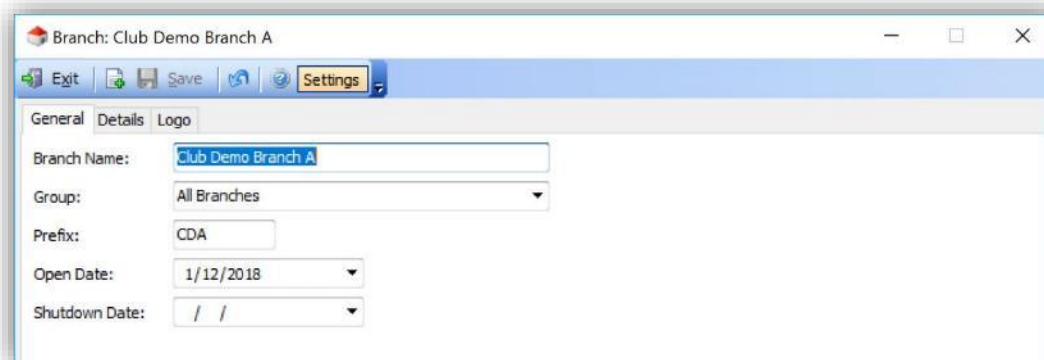 Branch: Club Demo Branch A
Exit Save Settings
General Details Logo
Branch Name: Club Demo Branch A
Group: All Branches
Prefix: CDA
Open Date: 1/12/2018
Shutdown Date: / /